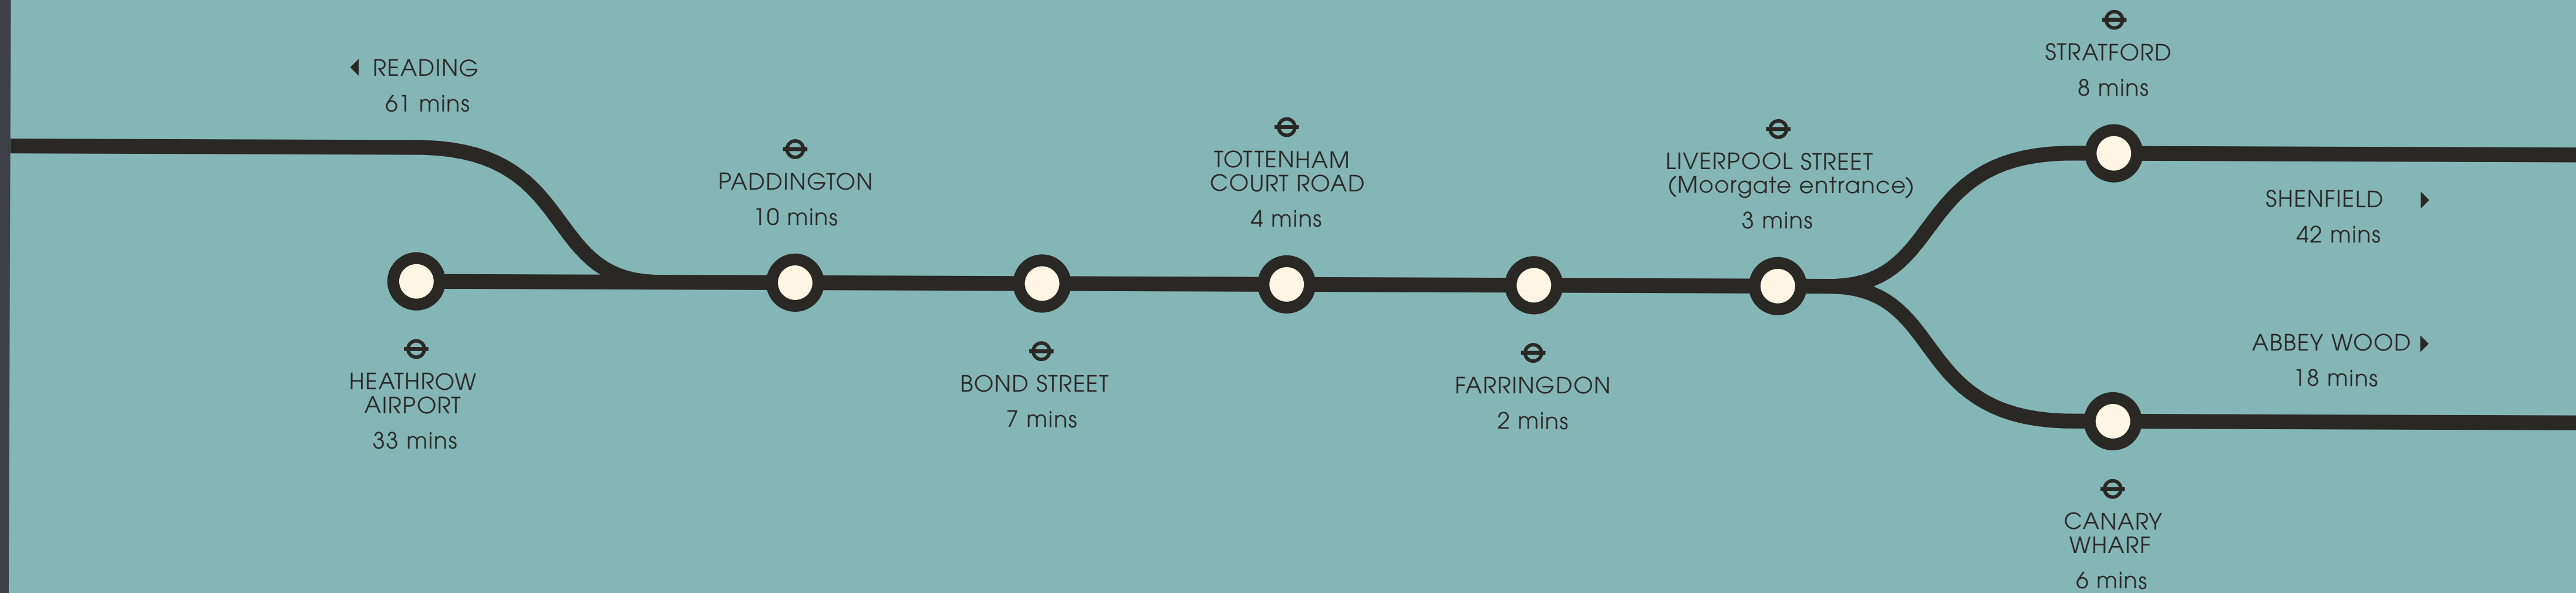 READING
61 mins
HEATHROW
AIRPORT
33 mins
PADDINGTON
10 mins
BOND STREET
7 mins
TOTTENHAM
COURT ROAD
4 mins
FARRINGDON
2 mins
LIVERPOOL STREET
(Moorgate entrance)
3 mins
STRATFORD
8 mins
SHENFIELD
42 mins
ABBEY WOOD
18 mins
CANARY
WHARF
6 mins